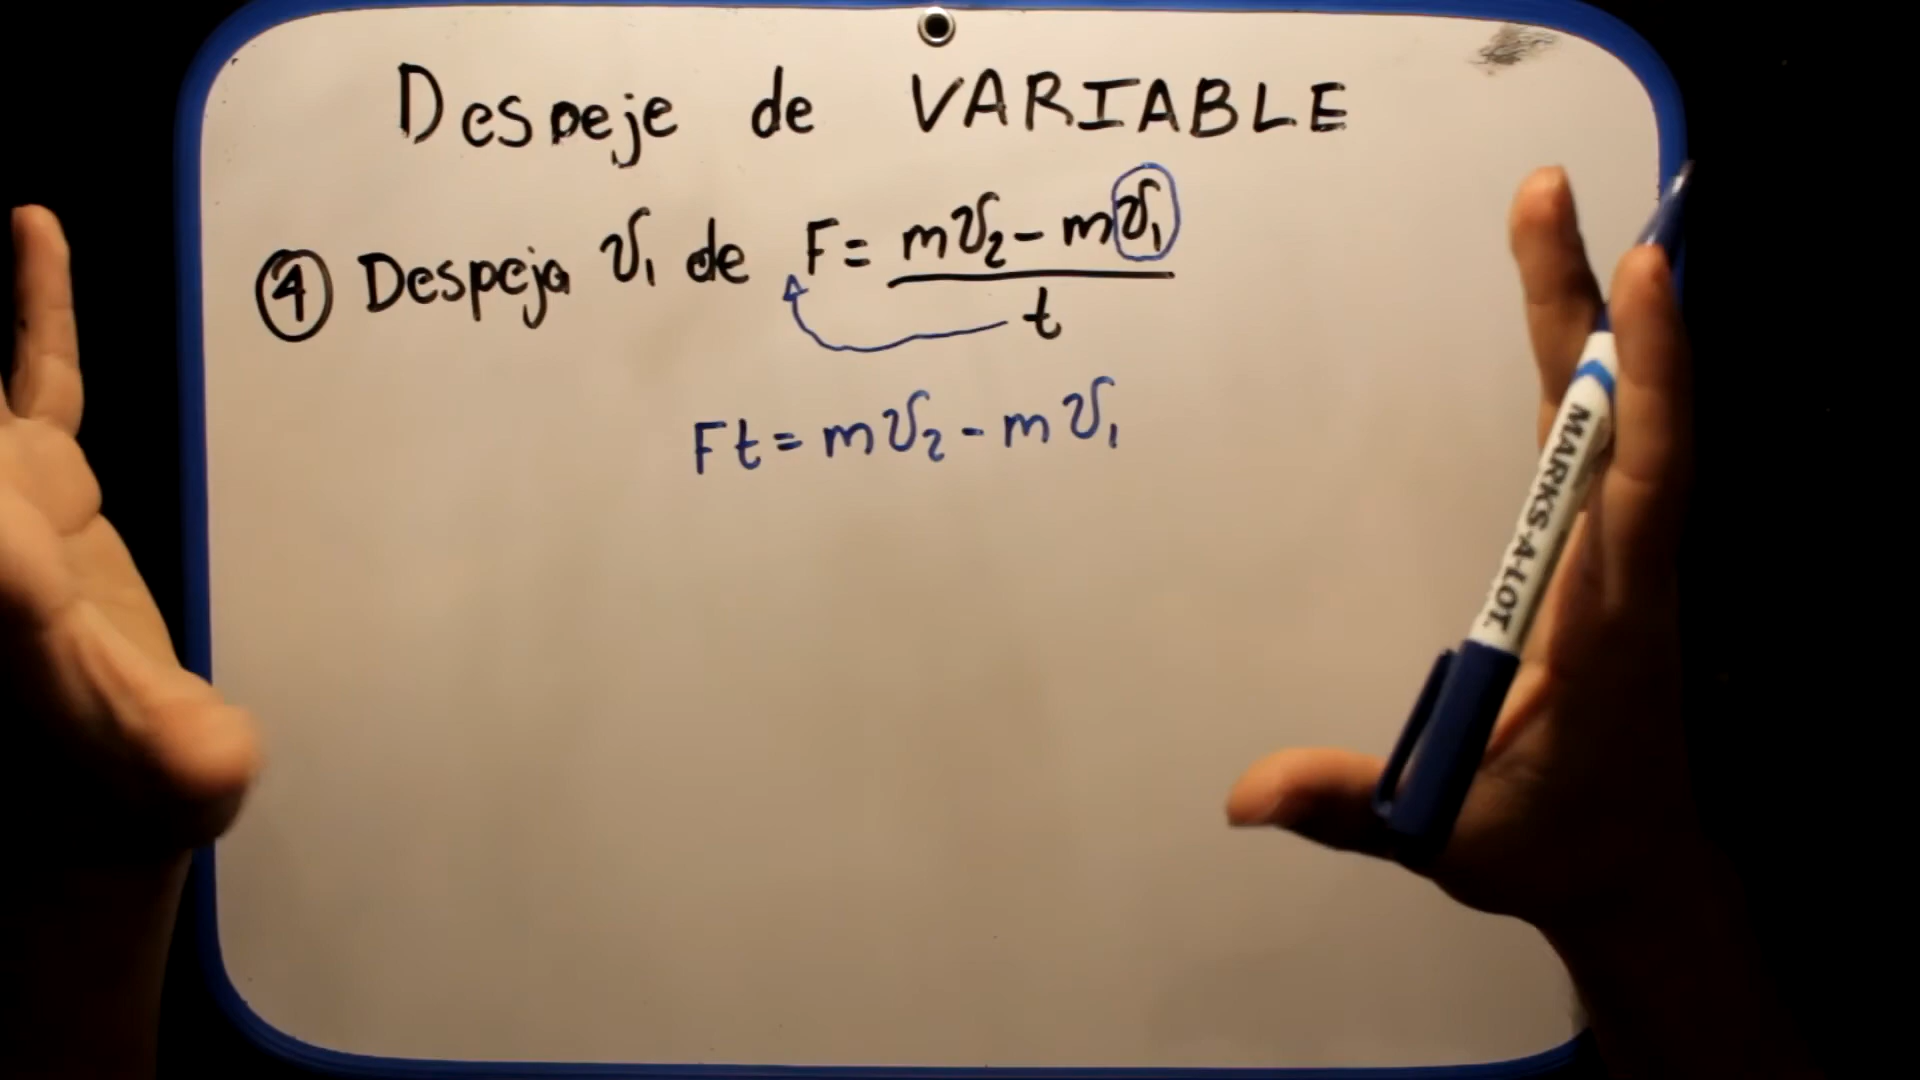 Despeje de VARIABLE
④ Despeja v₁ de F = mv₂ - mv₁
t
Ft = mv₂ - mv₁
MARKS-A-LOT.